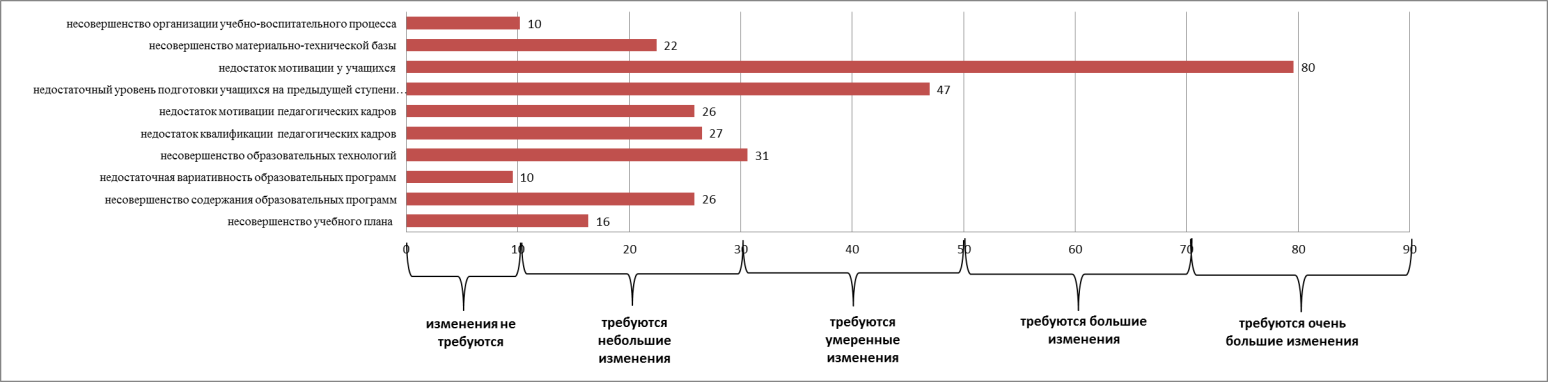 несовершенство организации учебно-воспитательного процесса
10
несовершенство материально-технической базы
22
недостаток мотивации у учащихся
80
недостаточный уровень подготовки учащихся на предыдущей ступени…
47
недостаток мотивации педагогических кадров
26
недостаток квалификации педагогических кадров
27
несовершенство образовательных технологий
31
недостаточная вариативность образовательных программ
10
несовершенство содержания образовательных программ
26
несовершенство учебного плана
16
0 10 20 30 40 50 60 70 80 90
изменения не
требуются
требуются
небольшие
изменения
требуются
умеренные
изменения
требуются большие
изменения
требуются очень
большие изменения